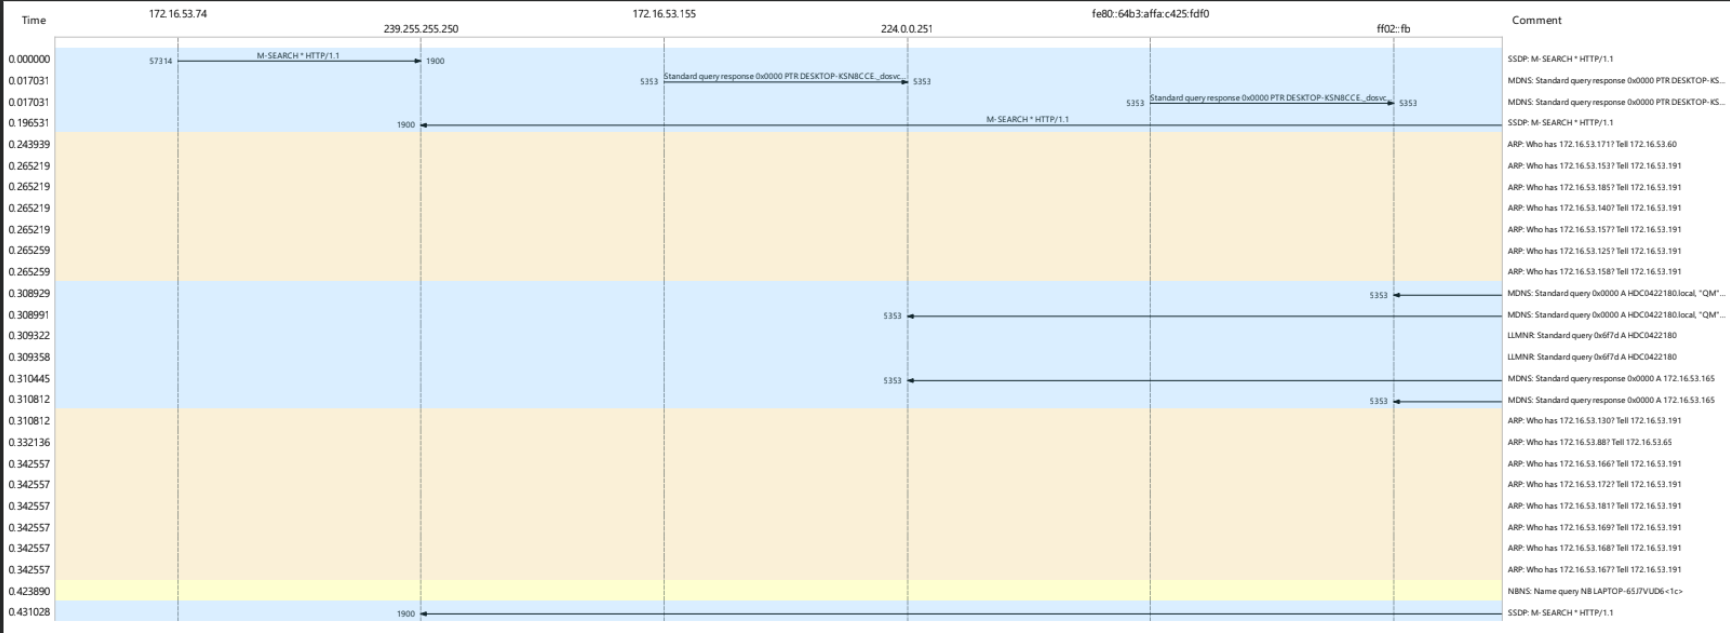 Time 172.16.53.74 239.255.255.250 172.16.53.155 224.0.0.251 fe80::64b3:affa:c425:fdf0 ff02::fb Comment
0.000000 57314 M-SEARCH * HTTP/1.1 1900 SSDP: M-SEARCH * HTTP/1.1
0.017031 5353 Standard query response 0x0000 PTR DESKTOP-KSN8CCE._dosvc... 5353 MDNS: Standard query response 0x0000 PTR DESKTOP-KS...
0.017031 5353 Standard query response 0x0000 PTR DESKTOP-KSN8CCE._dosvc... 5353 MDNS: Standard query response 0x0000 PTR DESKTOP-KS...
0.196531 1900 M-SEARCH * HTTP/1.1 SSDP: M-SEARCH * HTTP/1.1
0.243939 ARP: Who has 172.16.53.171? Tell 172.16.53.60
0.265219 ARP: Who has 172.16.53.153? Tell 172.16.53.191
0.265219 ARP: Who has 172.16.53.185? Tell 172.16.53.191
0.265219 ARP: Who has 172.16.53.140? Tell 172.16.53.191
0.265219 ARP: Who has 172.16.53.157? Tell 172.16.53.191
0.265259 ARP: Who has 172.16.53.125? Tell 172.16.53.191
0.265259 ARP: Who has 172.16.53.158? Tell 172.16.53.191
0.308929 5353 MDNS: Standard query 0x0000 A HDC0422180.local, "QM"...
0.308991 5353 MDNS: Standard query 0x0000 A HDC0422180.local, "QM"...
0.309322 LLMNR: Standard query 0x6f7d A HDC0422180
0.309358 LLMNR: Standard query 0x6f7d A HDC0422180
0.310445 5353 MDNS: Standard query response 0x0000 A 172.16.53.165
0.310812 5353 MDNS: Standard query response 0x0000 A 172.16.53.165
0.310812 ARP: Who has 172.16.53.130? Tell 172.16.53.191
0.332136 ARP: Who has 172.16.53.88? Tell 172.16.53.65
0.342557 ARP: Who has 172.16.53.166? Tell 172.16.53.191
0.342557 ARP: Who has 172.16.53.172? Tell 172.16.53.191
0.342557 ARP: Who has 172.16.53.181? Tell 172.16.53.191
0.342557 ARP: Who has 172.16.53.169? Tell 172.16.53.191
0.342557 ARP: Who has 172.16.53.168? Tell 172.16.53.191
0.342557 ARP: Who has 172.16.53.167? Tell 172.16.53.191
0.423890 NBNS: Name query NB LAPTOP-65J7VUD6<1c>
0.431028 1900 SSDP: M-SEARCH * HTTP/1.1